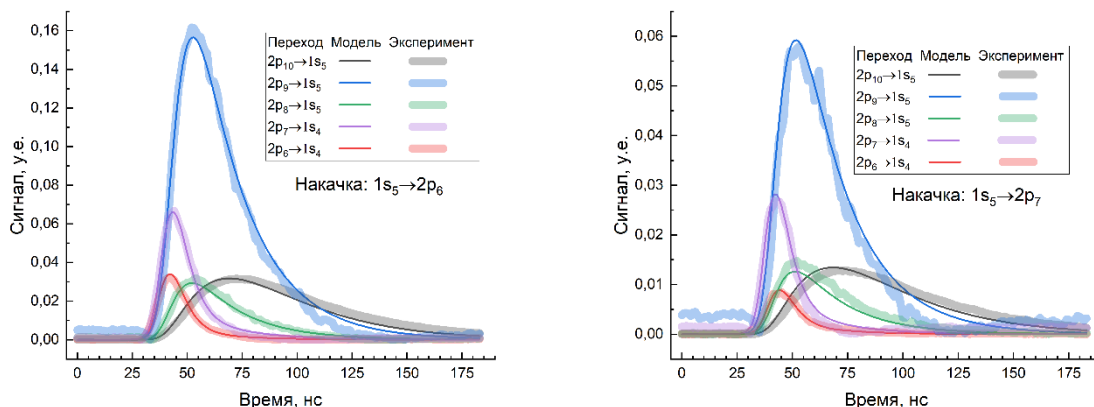 Переход Модель Эксперимент
2p₁₀→1s₅
2p₉→1s₅
2p₈→1s₅
2p₇→1s₄
2p₆→1s₄
Накачка: 1s₅→2p₆
Сигнал, у.е.
0,16
0,14
0,12
0,10
0,08
0,06
0,04
0,02
0,00
0 25 50 75 100 125 150 175
Время, нс
Переход Модель Эксперимент
2p₁₀→1s₅
2p₉→1s₅
2p₈→1s₅
2p₇→1s₄
2p₆→1s₄
Накачка: 1s₅→2p₇
Сигнал, у.е.
0,06
0,05
0,03
0,02
0,00
0 25 50 75 100 125 150 175
Время, нс